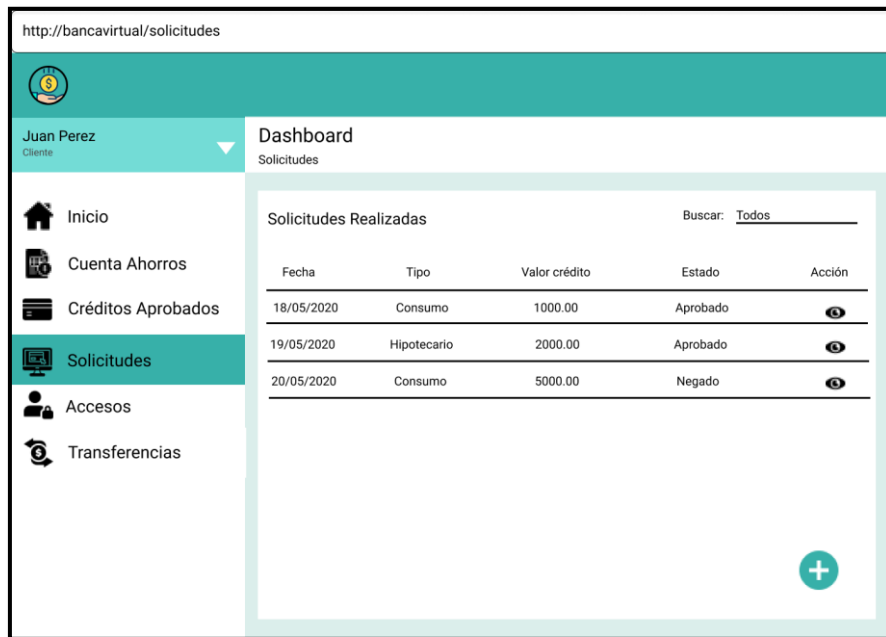 http://bancavirtual/solicitudes
Juan Perez
Cliente
Dashboard
Solicitudes
Inicio
Cuenta Ahorros
Créditos Aprobados
Solicitudes
Accesos
Transferencias
Solicitudes Realizadas
Buscar: Todos
Fecha Tipo Valor crédito Estado Acción
18/05/2020 Consumo 1000.00 Aprobado
19/05/2020 Hipotecario 2000.00 Aprobado
20/05/2020 Consumo 5000.00 Negado